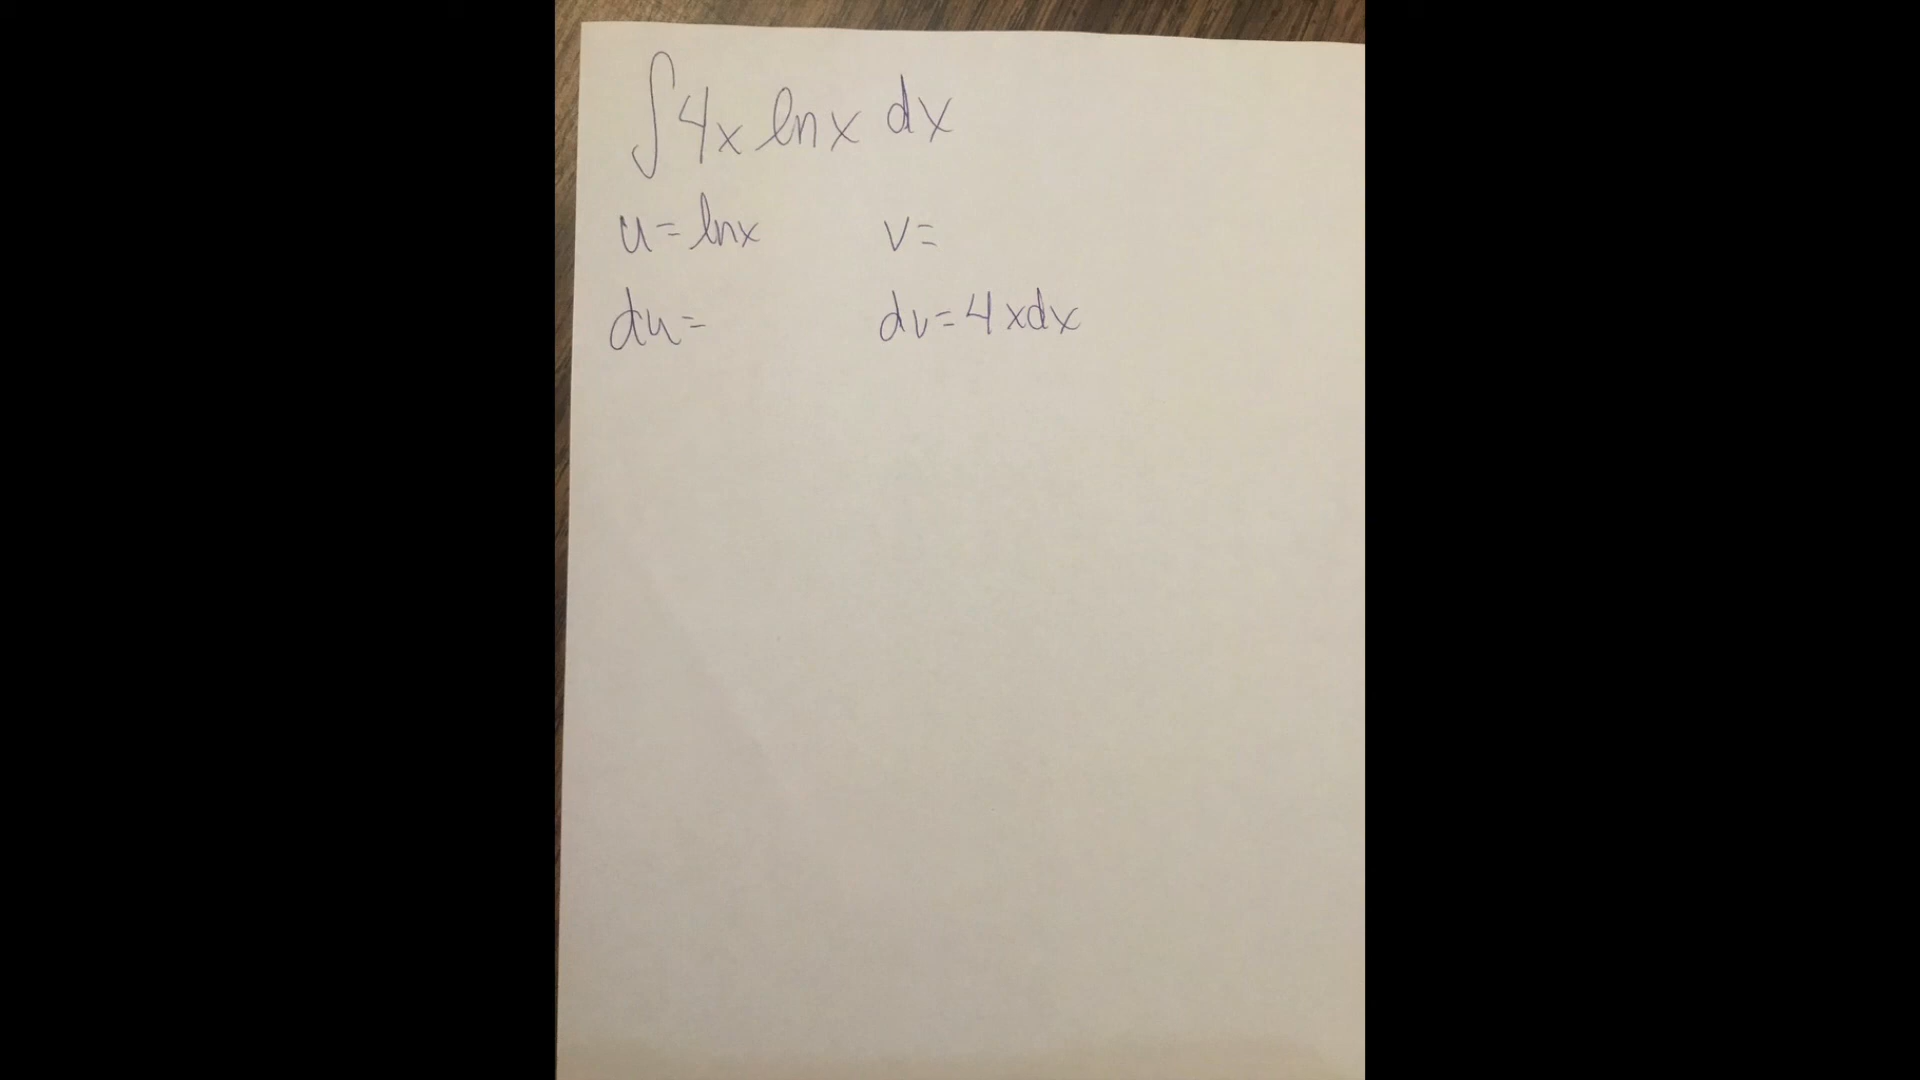 ∫4x lnx dx
u=lnx v=
du= dv=4xdx